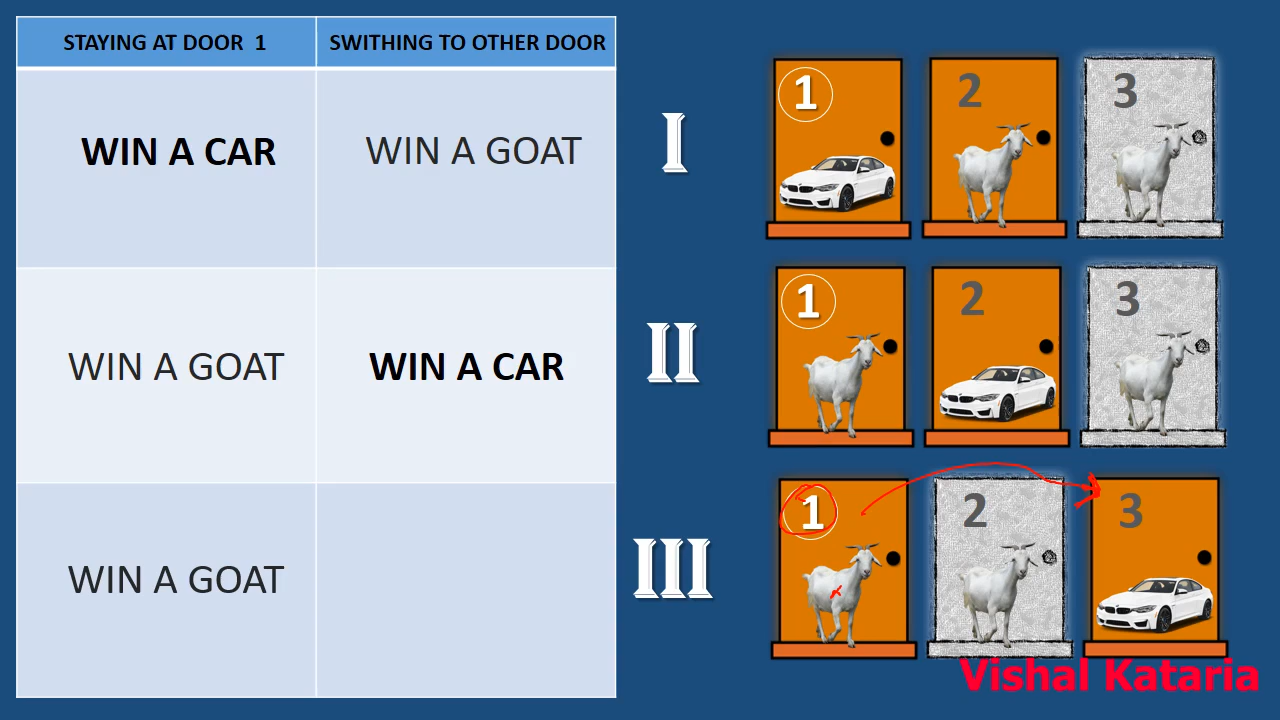 STAYING AT DOOR 1
SWITHING TO OTHER DOOR
WIN A CAR
WIN A GOAT
I
1
2
3
WIN A GOAT
WIN A CAR
II
1
2
3
WIN A GOAT
III
1
2
3
Vishal Kataria